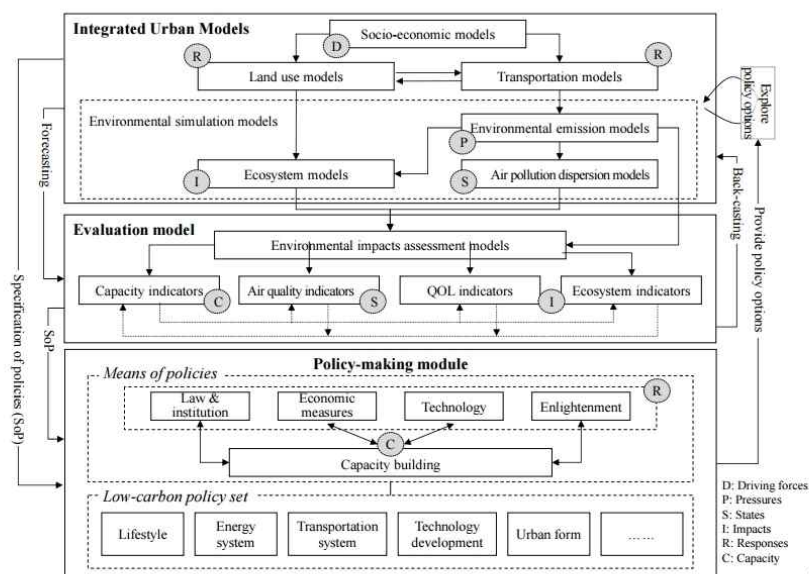 Integrated Urban Models
Socio-economic models
D
R
R
Land use models
Transportation models
Environmental simulation models
Environmental emission models
P
Ecosystem models
I
Air pollution dispersion models
S
Explore
policy options
Forecasting
Back-casting
Provide policy options
Specification of policies (SoP)
SoP
Evaluation model
Environmental impacts assessment models
Capacity indicators
C
Air quality indicators
S
QOL indicators
I
Ecosystem indicators
Policy-making module
Means of policies
R
Law &
institution
Economic
measures
Technology
Enlightenment
C
Capacity building
Low-carbon policy set
Lifestyle
Energy
system
Transportation
system
Technology
development
Urban form
……
D: Driving forces
P: Pressures
S: States
I: Impacts
R: Responses
C: Capacity